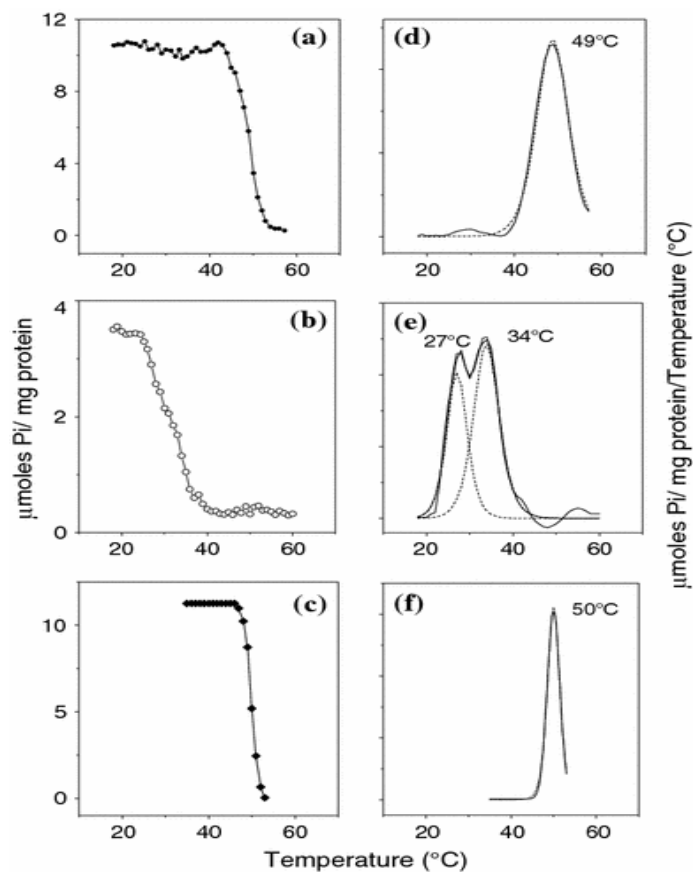 12
8
4
0
(a)
20 40 60
(d)
49°C
20 40 60
4
2
0
(b)
20 40 60
(e)
27°C
34°C
20 40 60
10
5
0
(c)
20 40 60
(f)
50°C
20 40 60
µmoles Pi/ mg protein
µmoles Pi/ mg protein/Temperature (°C)
Temperature (°C)